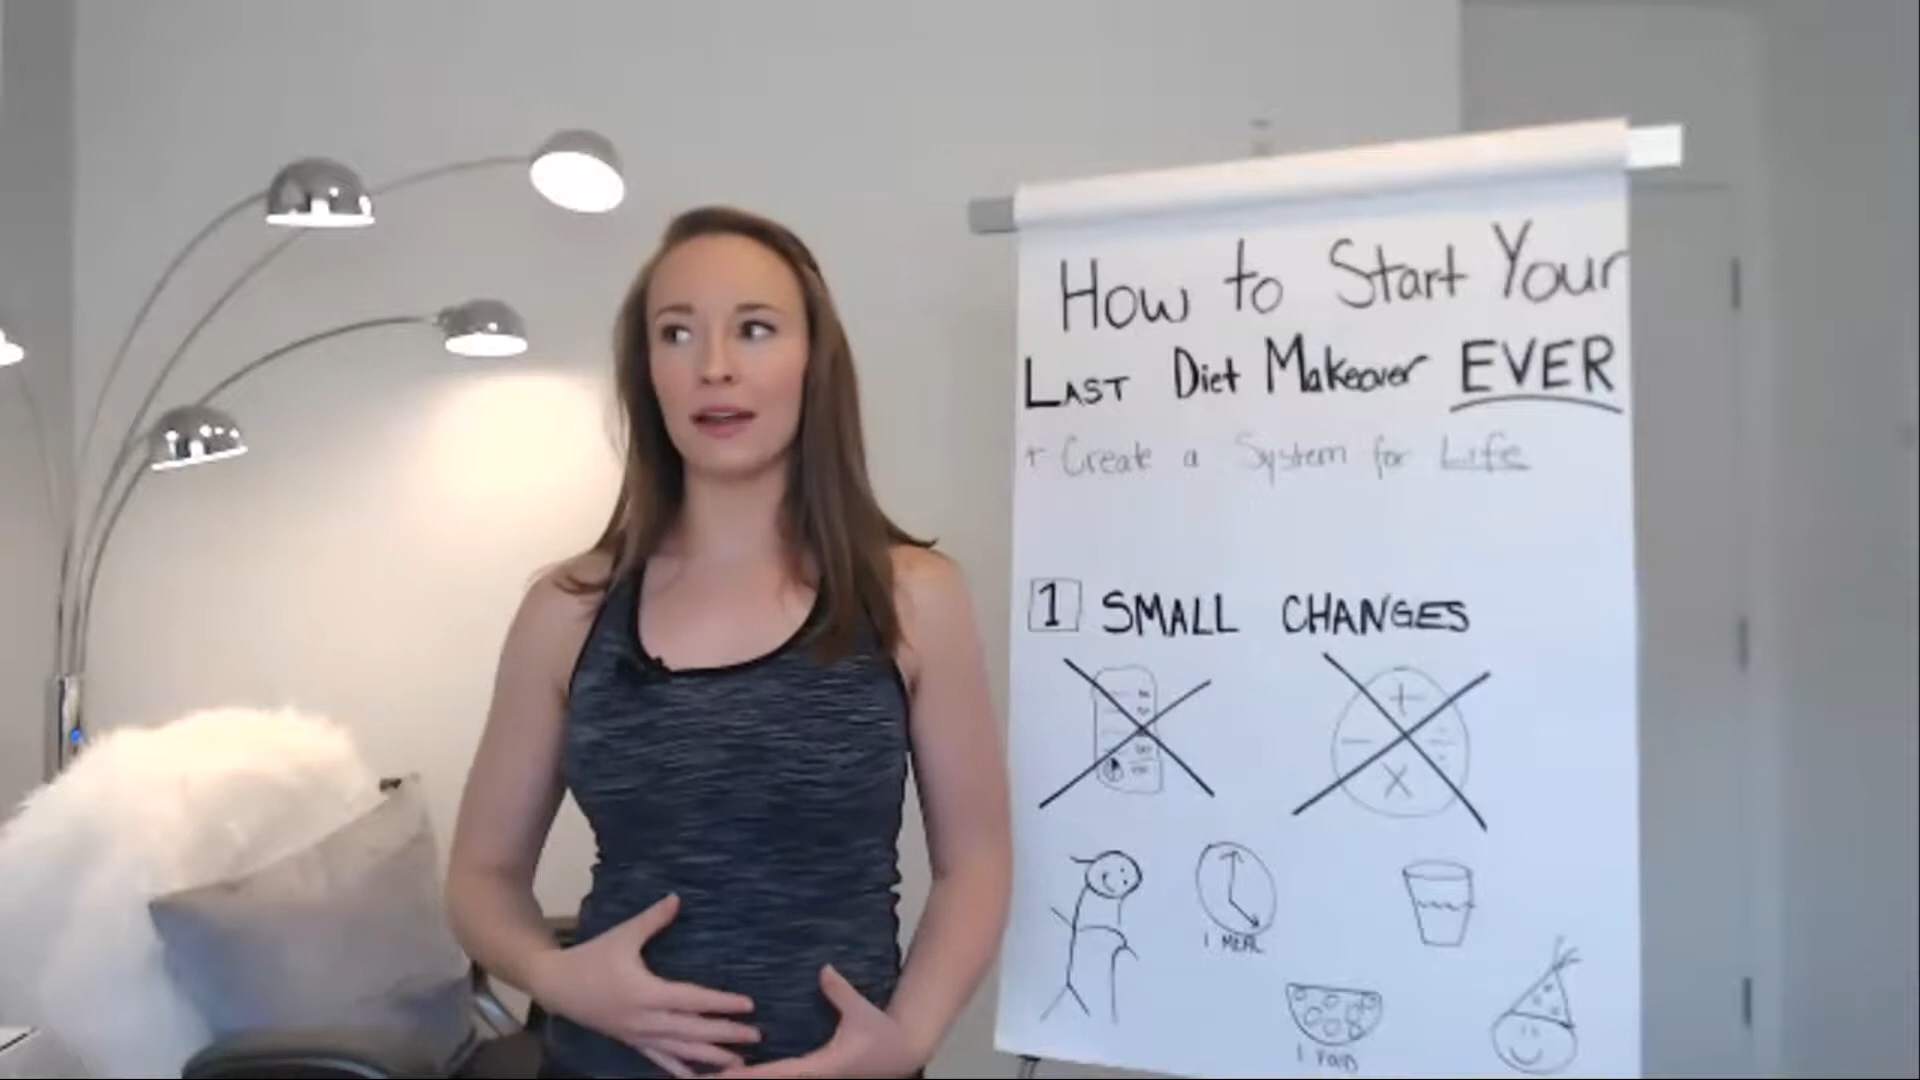 How to Start Your
LAST Diet Makeover EVER
+ Create a System for Life
1 SMALL CHANGES
1 MEAL